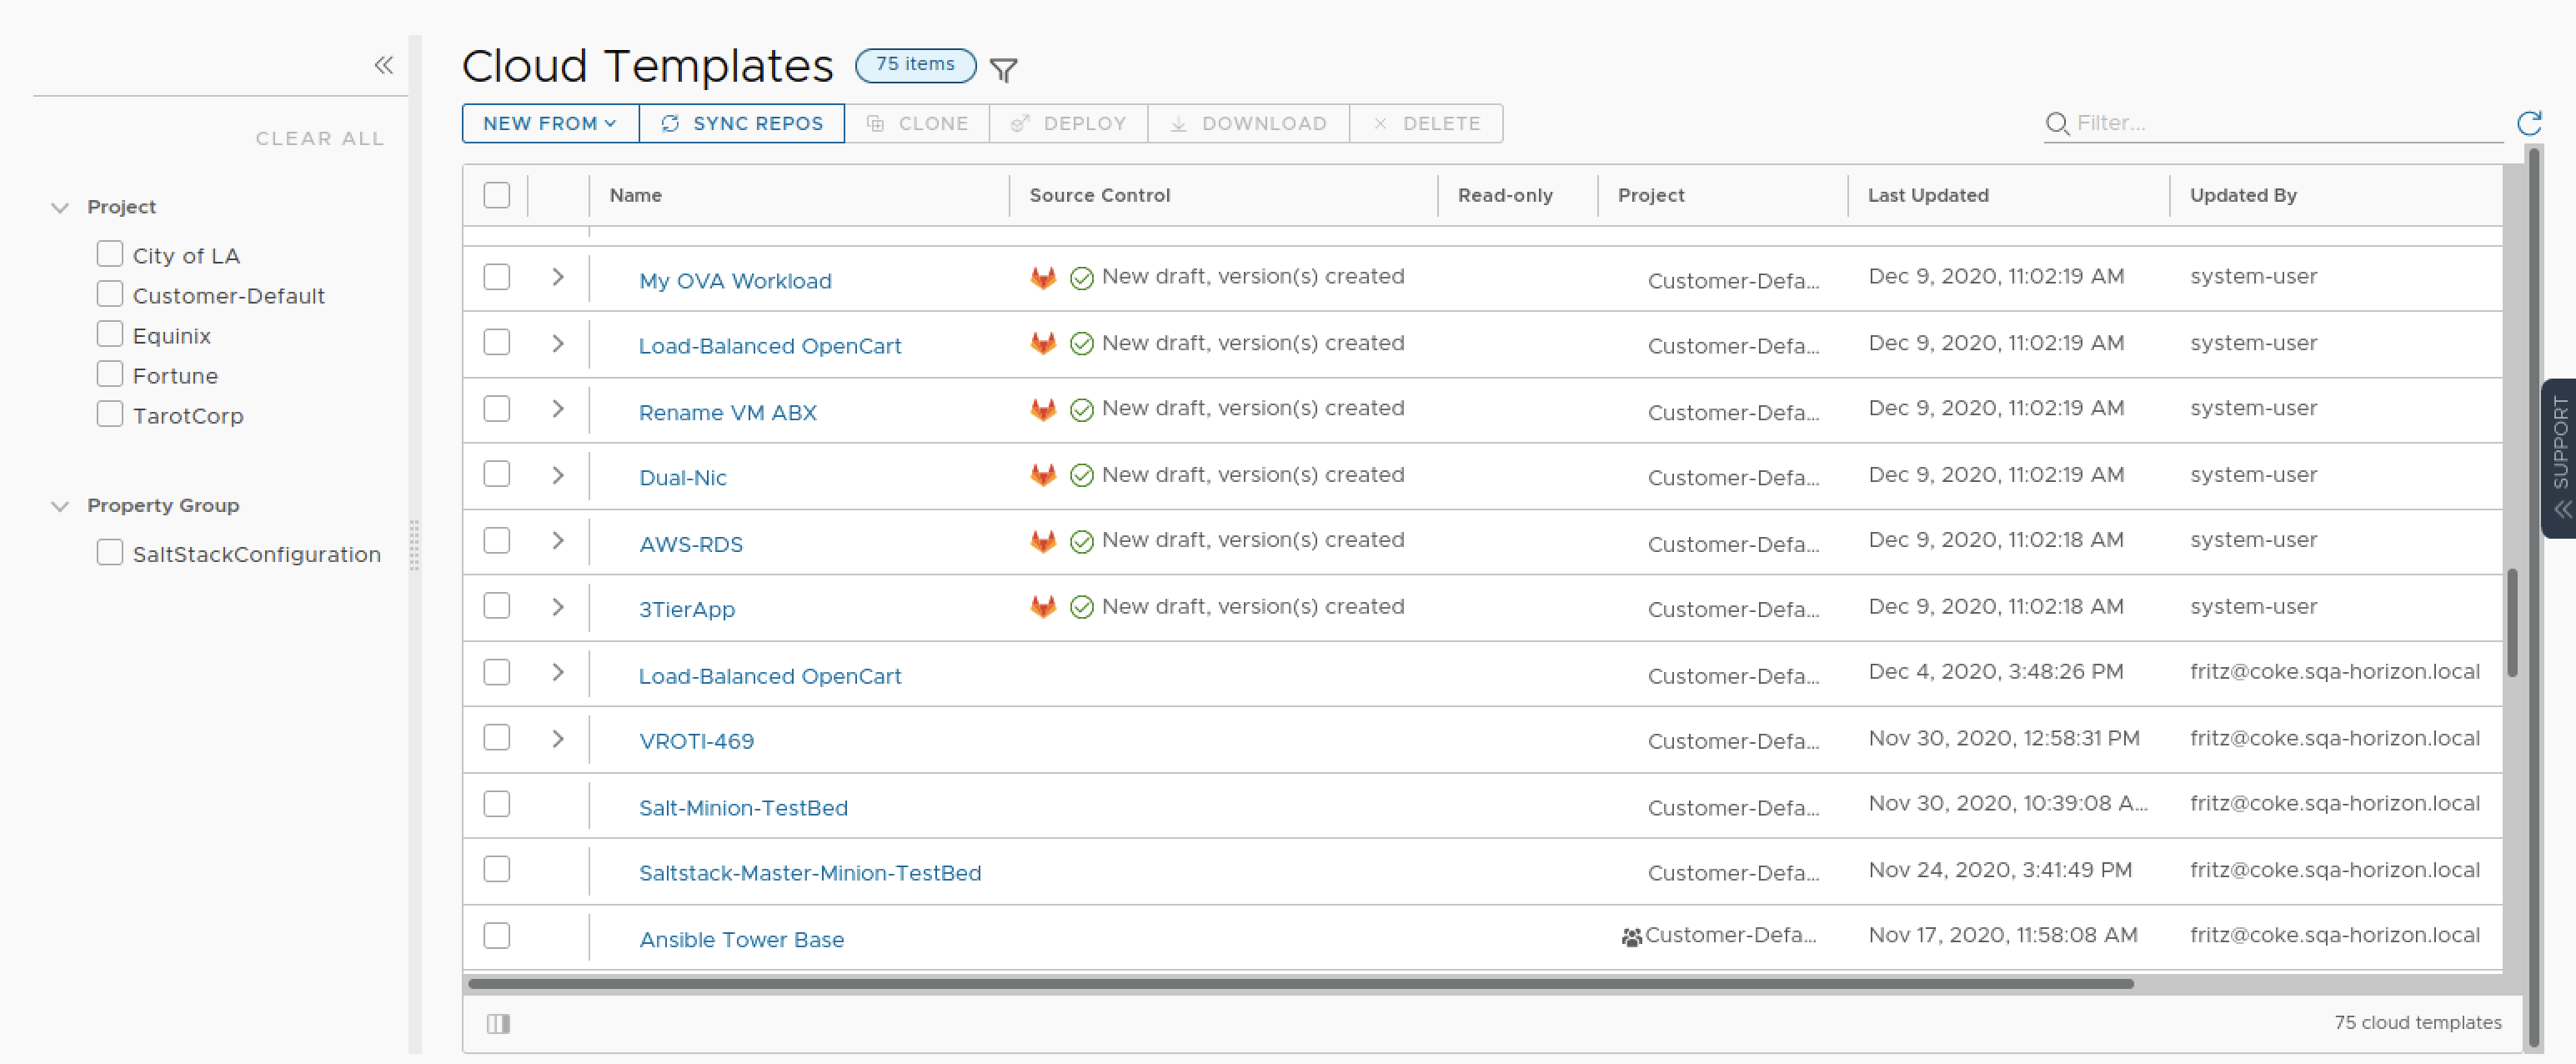 Cloud Templates 75 items
CLEAR ALL
NEW FROM SYNC REPOS CLONE DEPLOY DOWNLOAD DELETE Filter...
Project
City of LA
Customer-Default
Equinix
Fortune
TarotCorp
Property Group
SaltStackConfiguration
Name Source Control Read-only Project Last Updated Updated By
My OVA Workload New draft, version(s) created Customer-Defa... Dec 9, 2020, 11:02:19 AM system-user
Load-Balanced OpenCart New draft, version(s) created Customer-Defa... Dec 9, 2020, 11:02:19 AM system-user
Rename VM ABX New draft, version(s) created Customer-Defa... Dec 9, 2020, 11:02:19 AM system-user
Dual-Nic New draft, version(s) created Customer-Defa... Dec 9, 2020, 11:02:19 AM system-user
AWS-RDS New draft, version(s) created Customer-Defa... Dec 9, 2020, 11:02:18 AM system-user
3TierApp New draft, version(s) created Customer-Defa... Dec 9, 2020, 11:02:18 AM system-user
Load-Balanced OpenCart Customer-Defa... Dec 4, 2020, 3:48:26 PM fritz@coke.sqa-horizon.local
VROTI-469 Customer-Defa... Nov 30, 2020, 12:58:31 PM fritz@coke.sqa-horizon.local
Salt-Minion-TestBed Customer-Defa... Nov 30, 2020, 10:39:08 A... fritz@coke.sqa-horizon.local
Saltstack-Master-Minion-TestBed Customer-Defa... Nov 24, 2020, 3:41:49 PM fritz@coke.sqa-horizon.local
Ansible Tower Base Customer-Defa... Nov 17, 2020, 11:58:08 AM fritz@coke.sqa-horizon.local
75 cloud templates
SUPPORT